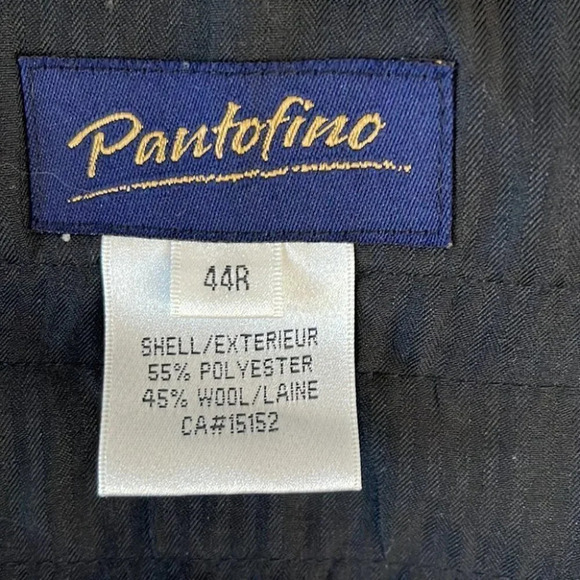 Pantofino
44R
SHELL/EXTERIEUR
55% POLYESTER
45% WOOL/LAINE
CA#15152